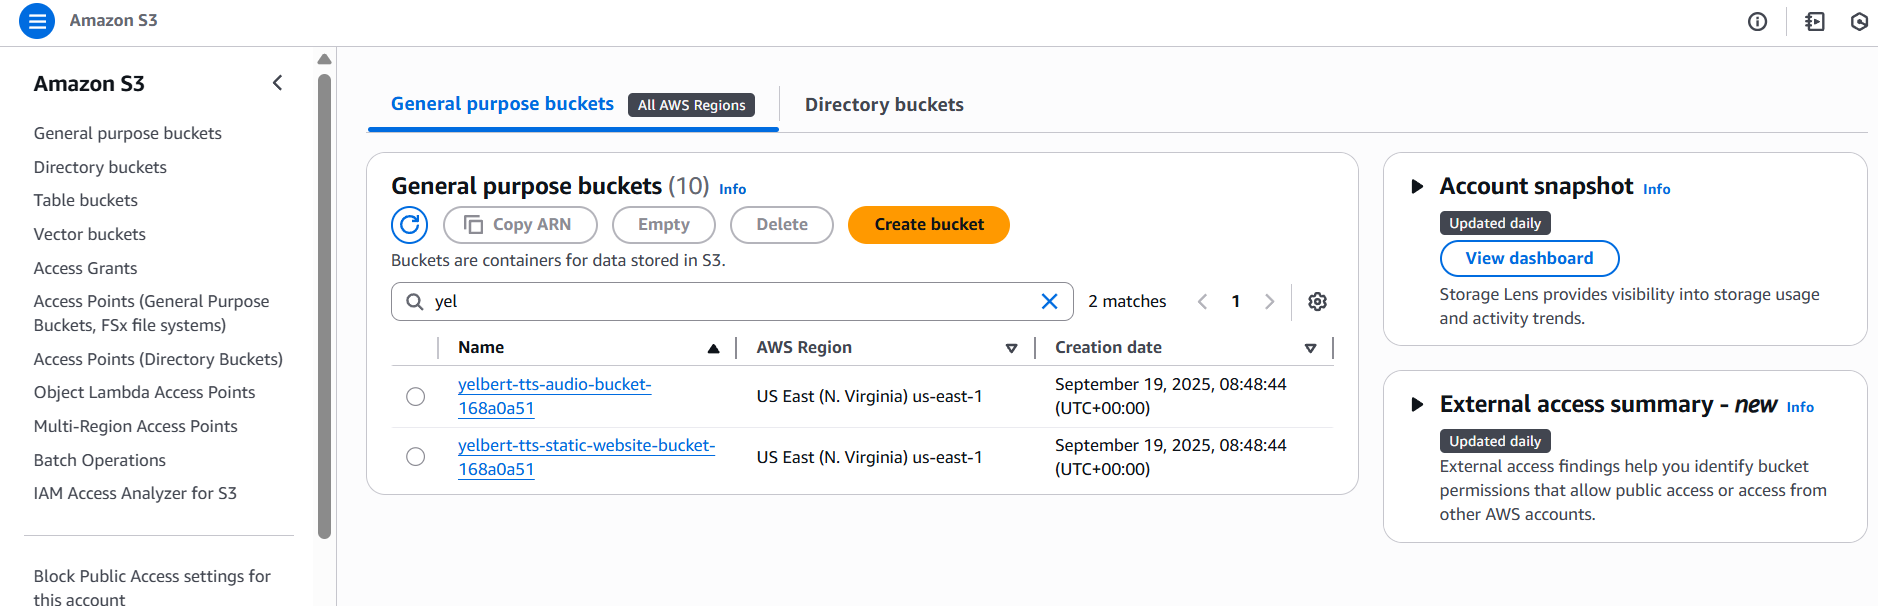 Amazon S3
Amazon S3
General purpose buckets
Directory buckets
Table buckets
Vector buckets
Access Grants
Access Points (General Purpose
Buckets, FSx file systems)
Access Points (Directory Buckets)
Object Lambda Access Points
Multi-Region Access Points
Batch Operations
IAM Access Analyzer for S3
Block Public Access settings for
this account
General purpose buckets All AWS Regions Directory buckets
General purpose buckets (10) Info
Copy ARN Empty Delete Create bucket
Buckets are containers for data stored in S3.
yel 2 matches 1
Name AWS Region Creation date
yelbert-tts-audio-bucket-
168a0a51
US East (N. Virginia) us-east-1
September 19, 2025, 08:48:44
(UTC+00:00)
yelbert-tts-static-website-bucket-
168a0a51
US East (N. Virginia) us-east-1
September 19, 2025, 08:48:44
(UTC+00:00)
Account snapshot Info
Updated daily
View dashboard
Storage Lens provides visibility into storage usage
and activity trends.
External access summary - new Info
Updated daily
External access findings help you identify bucket
permissions that allow public access or access from
other AWS accounts.